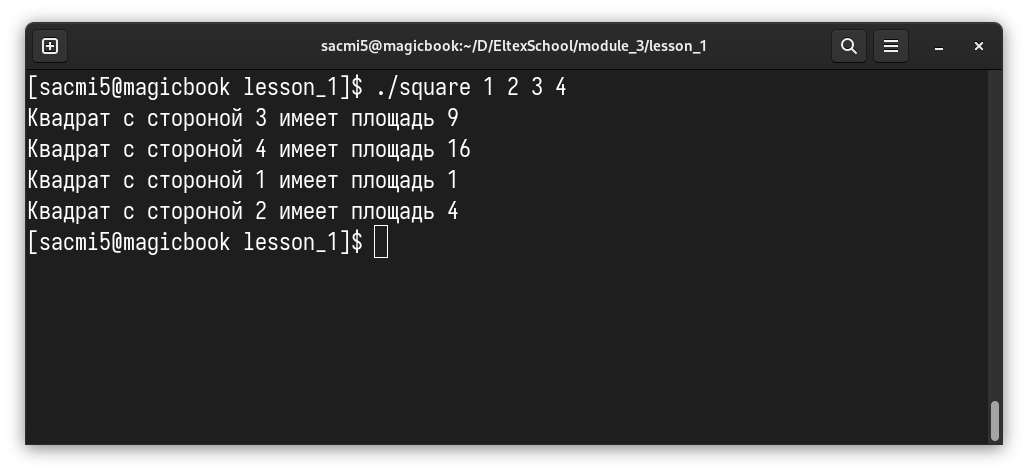 sacmi5@magicbook:~/D/EltexSchool/module_3/lesson_1
[sacmi5@magicbook lesson_1]$ ./square 1 2 3 4
Квадрат с стороной 3 имеет площадь 9
Квадрат с стороной 4 имеет площадь 16
Квадрат с стороной 1 имеет площадь 1
Квадрат с стороной 2 имеет площадь 4
[sacmi5@magicbook lesson_1]$